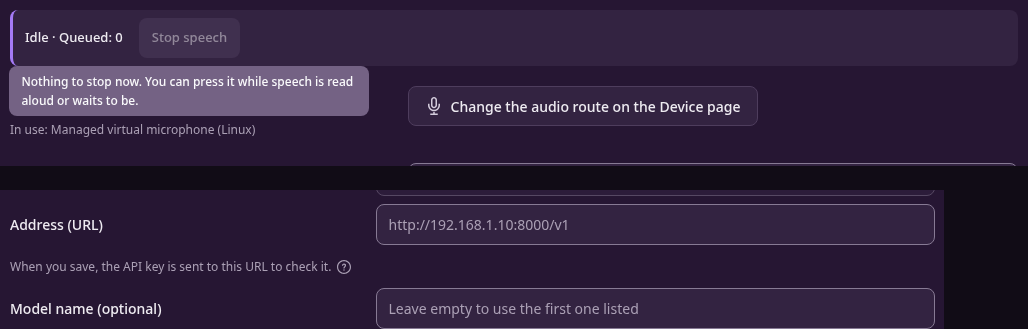 Idle · Queued: 0
Stop speech
Nothing to stop now. You can press it while speech is read
aloud or waits to be.
Change the audio route on the Device page
In use: Managed virtual microphone (Linux)
Address (URL)
http://192.168.1.10:8000/v1
When you save, the API key is sent to this URL to check it. ?
Model name (optional)
Leave empty to use the first one listed